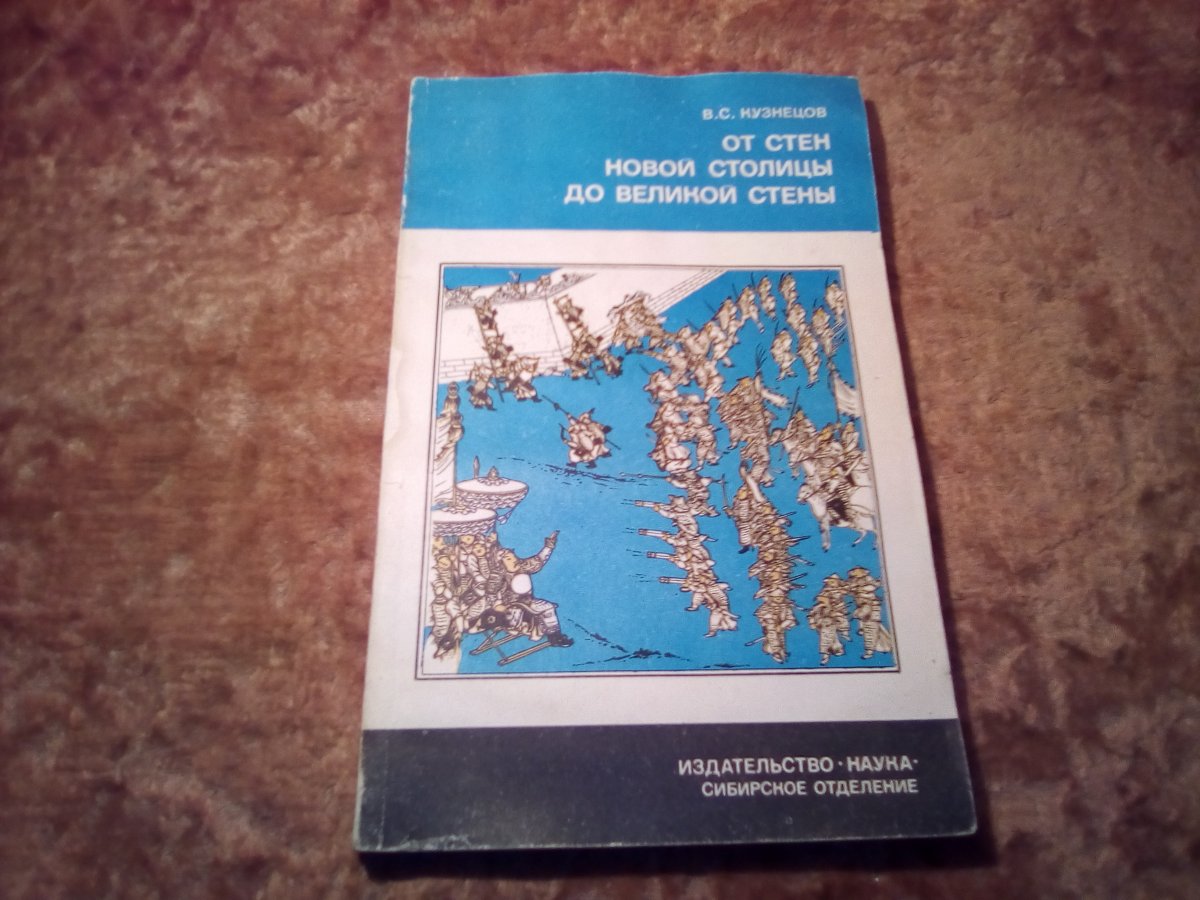 В.С. КУЗНЕЦОВ
ОТ СТЕН
НОВОЙ СТОЛИЦЫ
ДО ВЕЛИКОЙ СТЕНЫ
ИЗДАТЕЛЬСТВО · НАУКА ·
СИБИРСКОЕ ОТДЕЛЕНИЕ